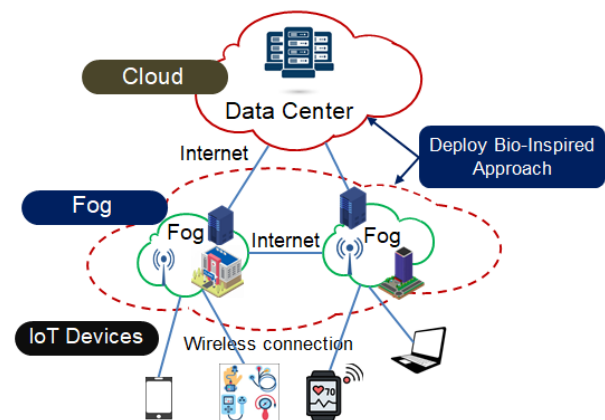 Cloud
Data Center
Internet
Deploy Bio-Inspired
Approach
Fog
Fog
Internet
Fog
IoT Devices
Wireless connection
70